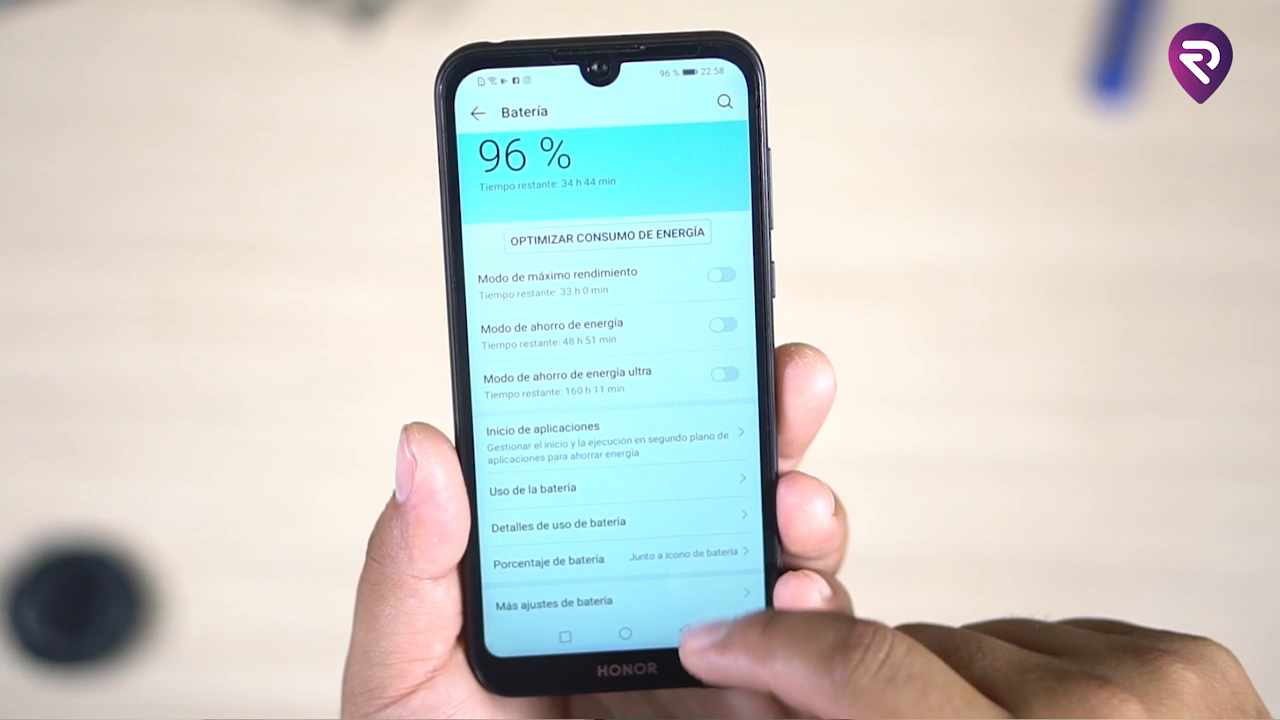 96 % 22:58
Batería
96 %
Tiempo restante: 34 h 44 min
OPTIMIZAR CONSUMO DE ENERGÍA
Modo de máximo rendimiento
Tiempo restante: 33 h 0 min
Modo de ahorro de energía
Tiempo restante: 48 h 51 min
Modo de ahorro de energía ultra
Tiempo restante: 160 h 11 min
Inicio de aplicaciones
Gestionar el inicio y la ejecución en segundo plano de
aplicaciones para ahorrar energía
Uso de la batería
Detalles de uso de batería
Porcentaje de batería Junto a ícono de batería
Más ajustes de batería
HONOR